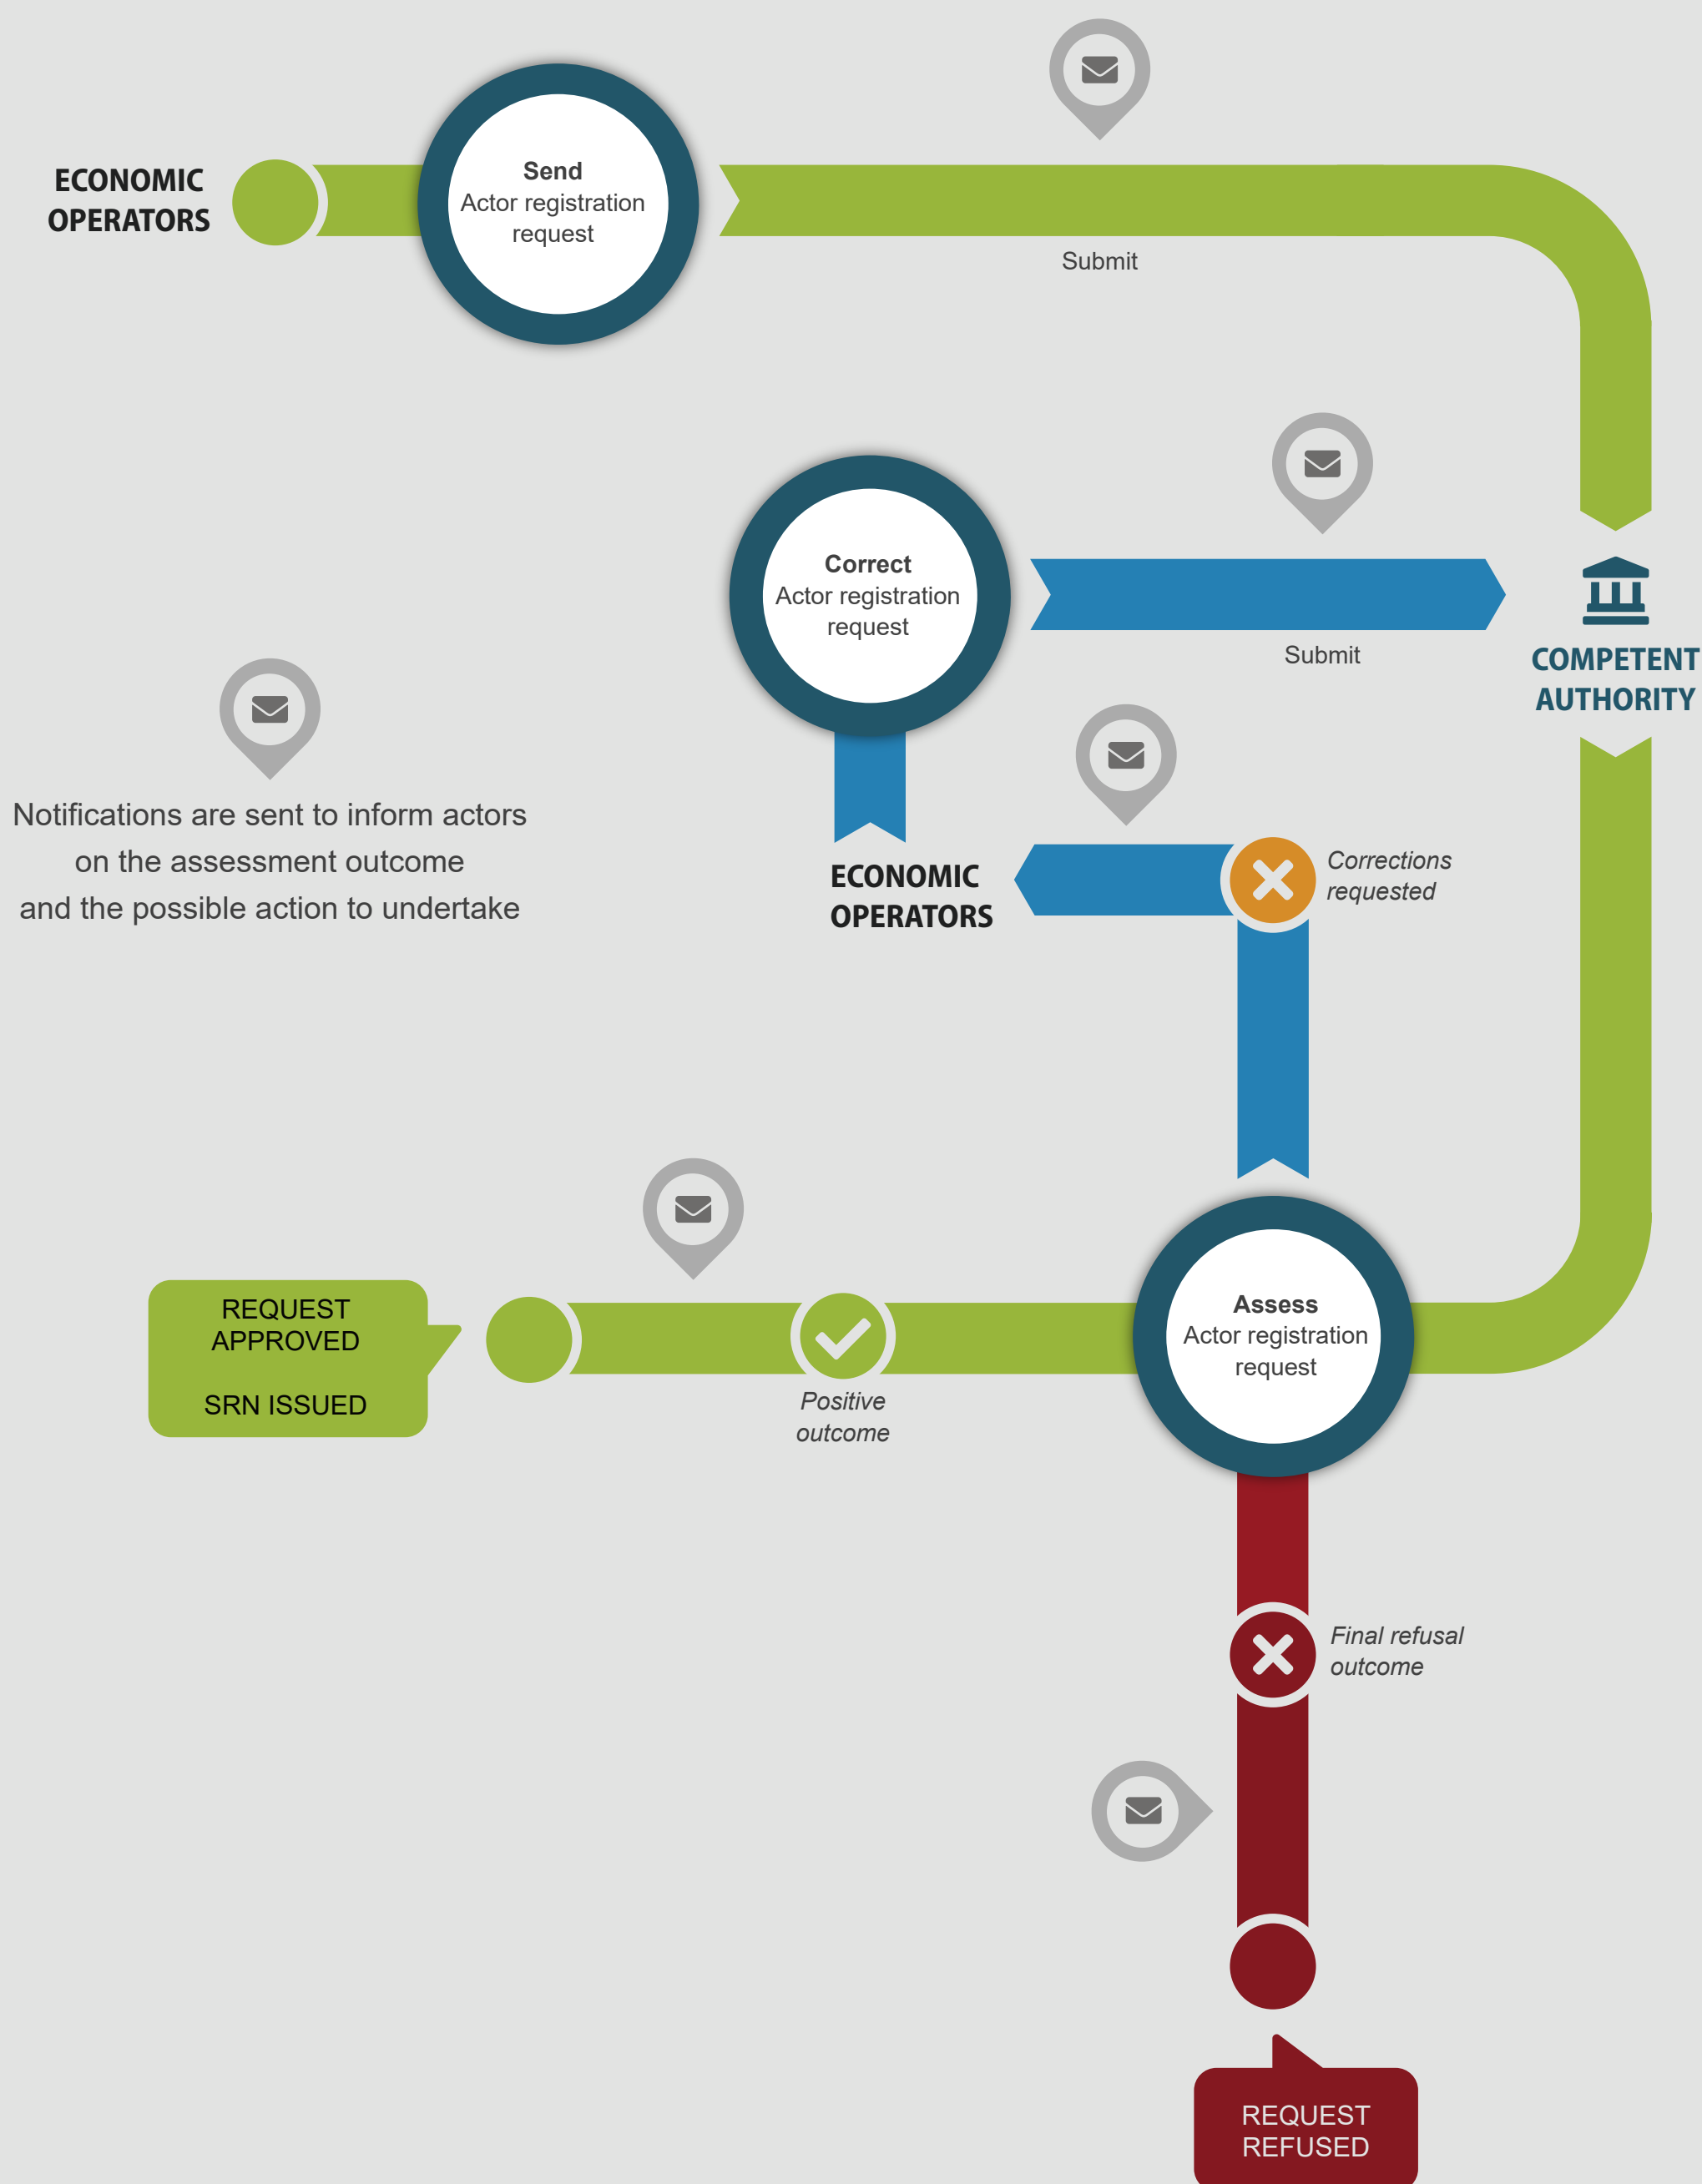 ECONOMIC
OPERATORS
Send
Actor registration
request
Submit
Correct
Actor registration
request
Submit
COMPETENT
AUTHORITY
Notifications are sent to inform actors
on the assessment outcome
and the possible action to undertake
ECONOMIC
OPERATORS
Corrections
requested
REQUEST
APPROVED
SRN ISSUED
Positive
outcome
Assess
Actor registration
request
Final refusal
outcome
REQUEST
REFUSED